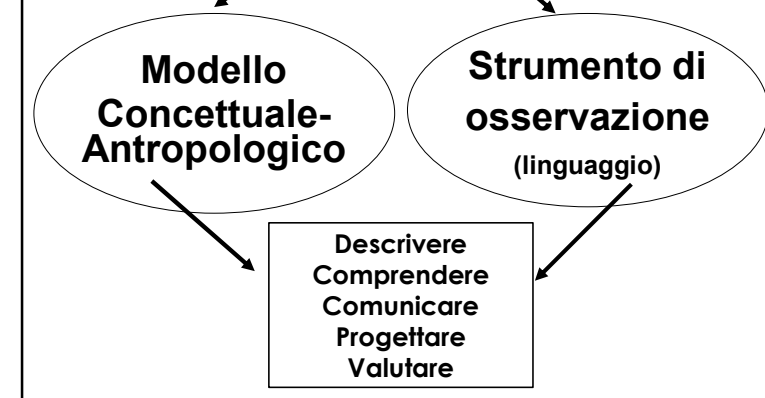 Modello
Concettuale-
Antropologico
Strumento di
osservazione
(linguaggio)
Descrivere
Comprendere
Comunicare
Progettare
Valutare